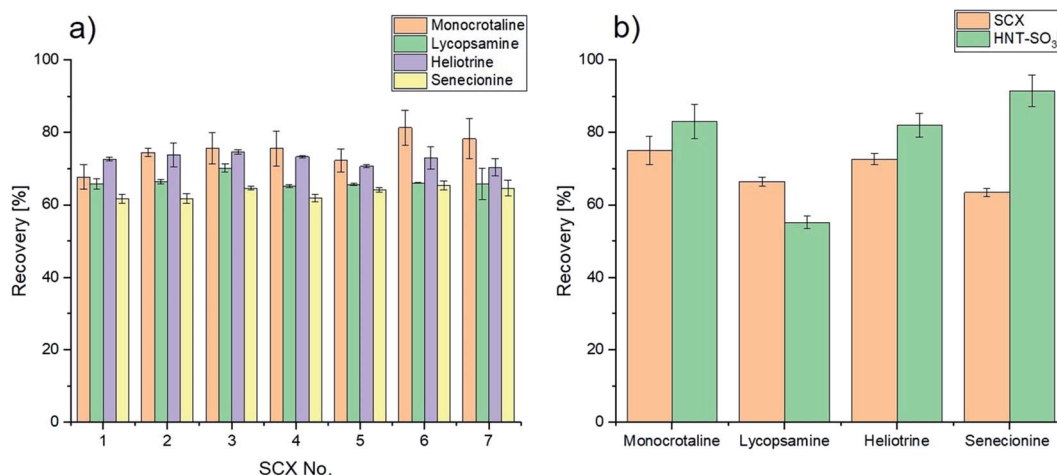 a)
Monocrotaline
Lycopsamine
Heliotrine
Senecionine
Recovery [%]
100
80
60
40
20
0
1 2 3 4 5 6 7
SCX No.
b)
SCX
HNT-SO₃
Recovery [%]
100
80
60
40
20
0
Monocrotaline Lycopsamine Heliotrine Senecionine